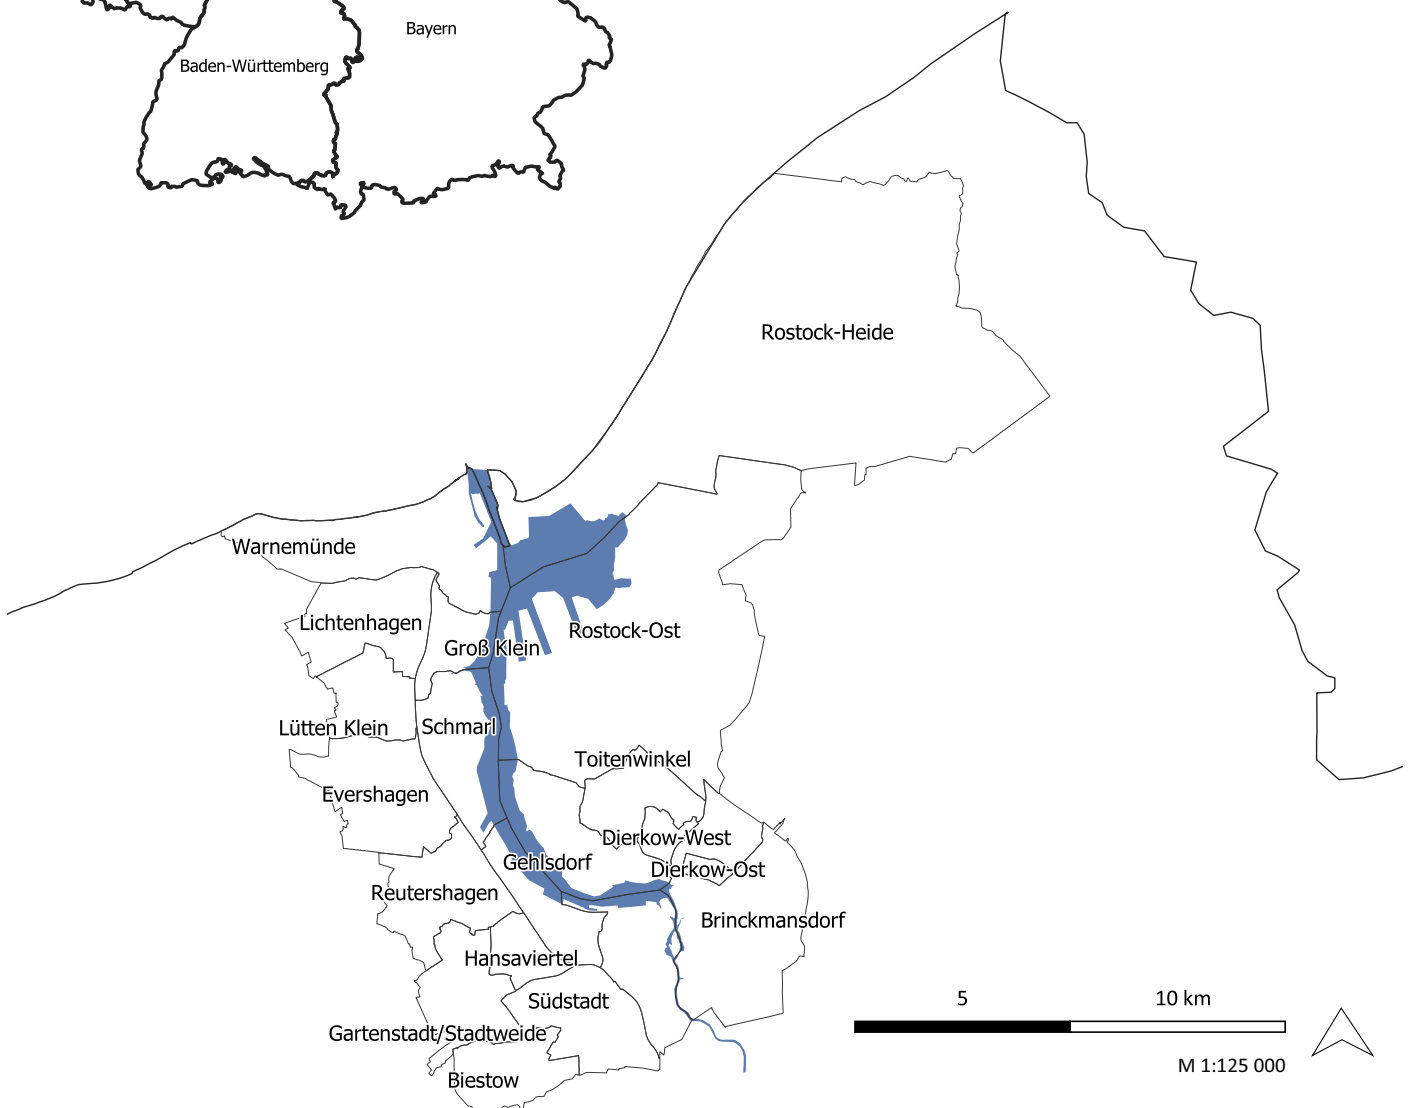 Bayern
Baden-Württemberg
Rostock-Heide
Warnemünde
Lichtenhagen
Rostock-Ost
Groß Klein
Lütten Klein
Schmarl
Toitenwinkel
Evershagen
Dierkow-West
Gehlsdorf
Dierkow-Ost
Reutershagen
Brinckmansdorf
Hansaviertel
Südstadt
Gartenstadt/Stadtweide
Biestow
5 10 km
M 1:125 000